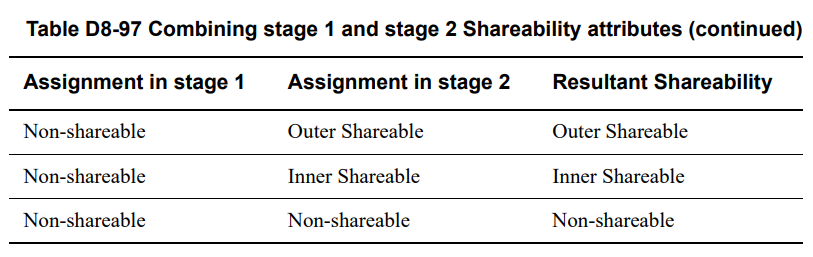 Table D8-97 Combining stage 1 and stage 2 Shareability attributes (continued)
Assignment in stage 1 Assignment in stage 2 Resultant Shareability
Non-shareable Outer Shareable Outer Shareable
Non-shareable Inner Shareable Inner Shareable
Non-shareable Non-shareable Non-shareable